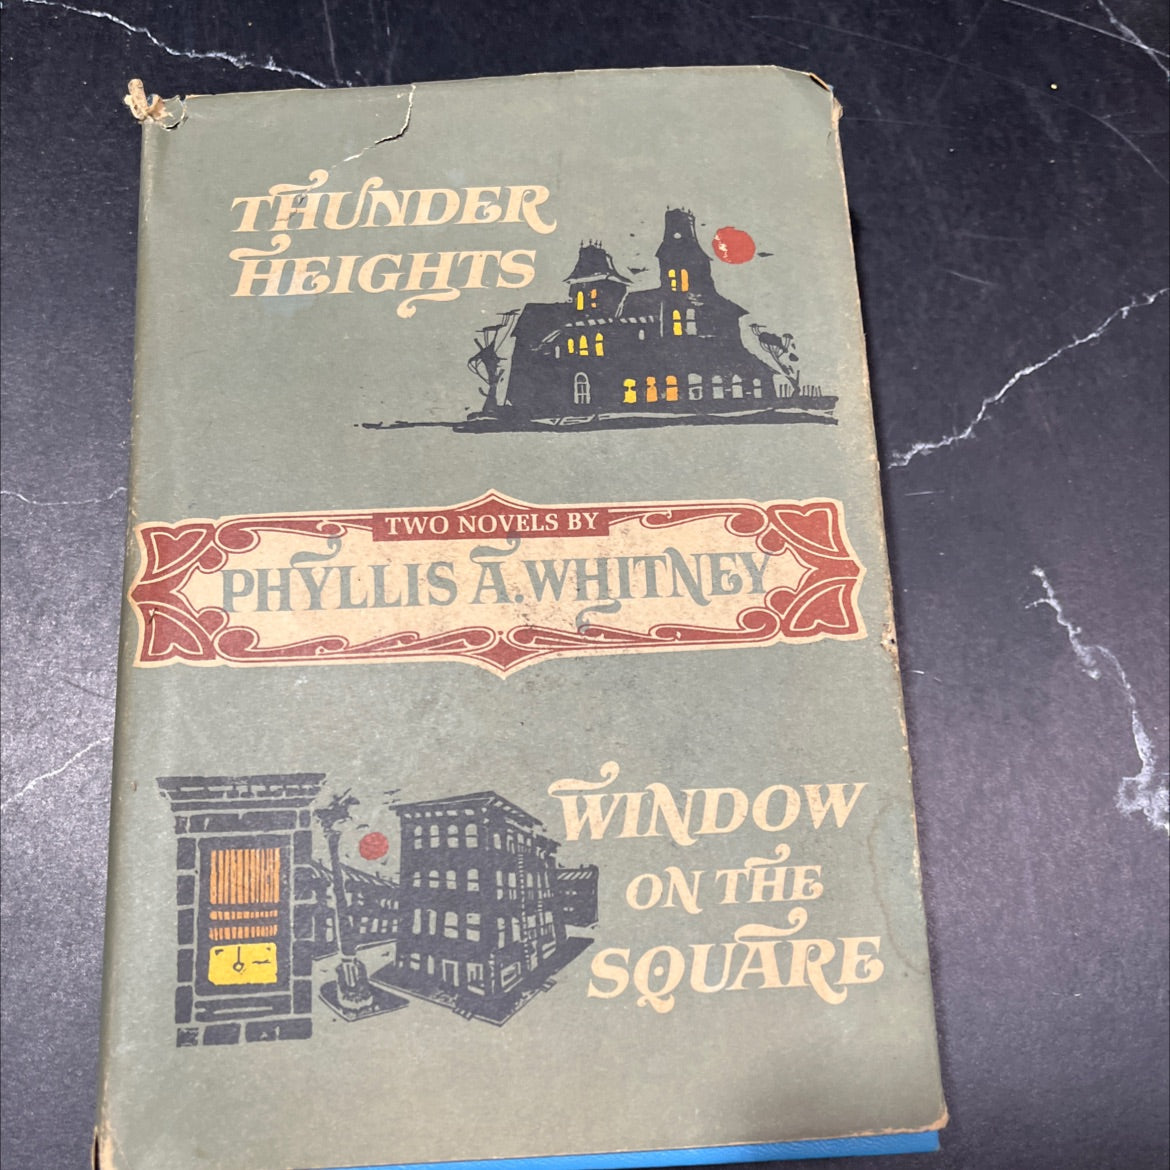 THUNDER
HEIGHTS
TWO NOVELS BY
PHYLLIS A. WHITNEY
WINDOW
ON THE
SQUARE